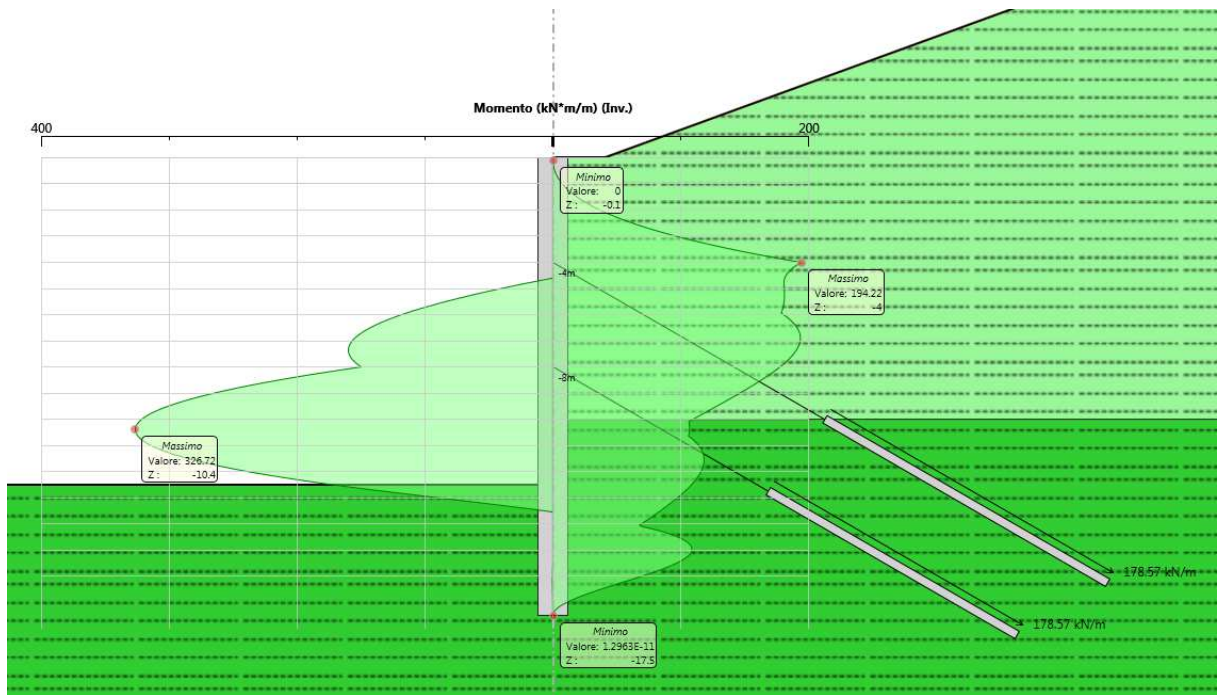 Momento (kN*m/m) (Inv.)
400
200
Minimo
Valore: 0
Z : -0.1
-4m
Massimo
Valore: 194.22
Z : -4
-8m
Massimo
Valore: 326.72
Z : -10.4
178.57 kN/m
178.57 kN/m
Minimo
Valore: 1.2963E-11
Z : -17.5